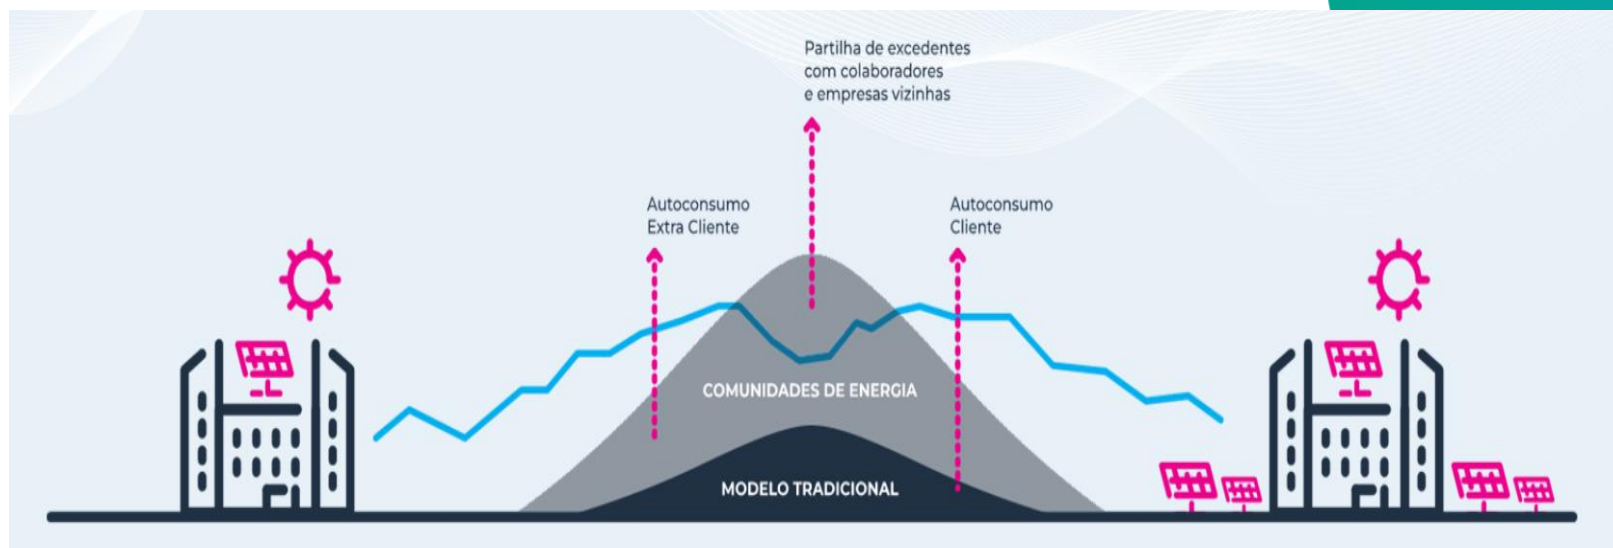 Partilha de excedentes
com colaboradores
e empresas vizinhas
Autoconsumo
Extra Cliente
Autoconsumo
Cliente
COMUNIDADES DE ENERGIA
MODELO TRADICIONAL